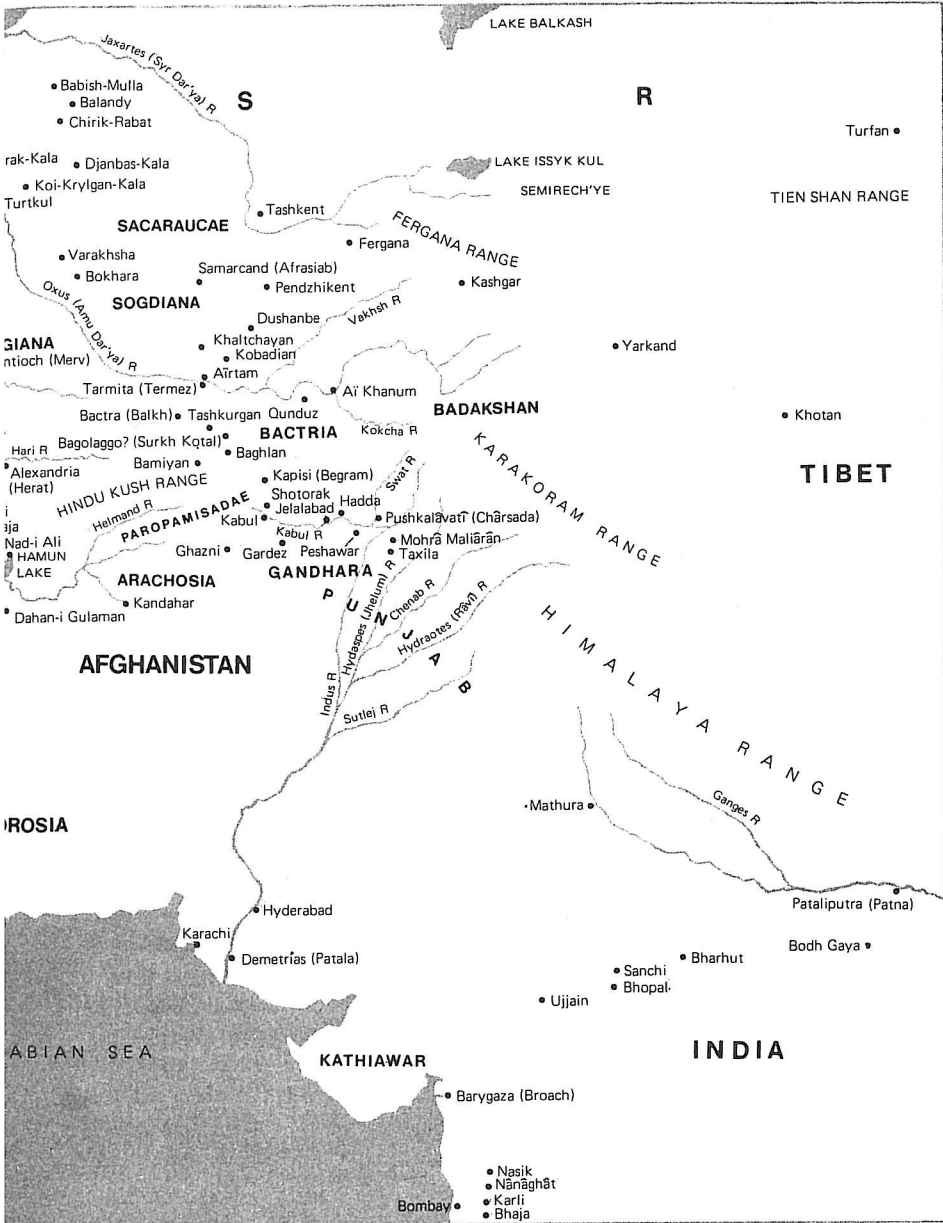 LAKE BALKASH
Jaxartes (Syr Dar'ya) R
Babish-Mulla
Balandy
Chirik-Rabat
S
R
Turfan
rak-Kala
Djanbas-Kala
Koi-Krylgan-Kala
Turtkul
LAKE ISSYK KUL
SEMIRECH'YE
TIEN SHAN RANGE
Tashkent
SACARAUCAE
FERGANA RANGE
Fergana
Varakhsha
Bokhara
Samarcand (Afrasiab)
Pendzhikent
Kashgar
SOGDIANA
Oxus (Amu Dar'ya) R
Vakhsh R
Dushanbe
Khaltchayan
Kobadian
GIANA
ntioch (Merv)
Aïrtam
Tarmita (Termez)
Yarkand
Aï Khanum
Bactra (Balkh)
Tashkurgan
Qunduz
BADAKSHAN
Khotan
BACTRIA
Kokcha R
Hari R
Bagolaggo? (Surkh Kotal)
Baghlan
KARAKORAM RANGE
TIBET
Alexandria
(Herat)
Bamiyan
HINDU KUSH RANGE
Kapisi (Begram)
Swat R
Shotorak
Jelalabad
Hadda
Helmand R
PAROPAMISADAE
Kabul
Kabul R
Pushkalāvatī (Chārsada)
i
aja
Nad-i Ali
HAMUN
LAKE
Ghazni
Gardez
Peshawar
Mohrā Maliārān
Taxila
GANDHARA
ARACHOSIA
Kandahar
Dahan-i Gulaman
PUNJAB
Hydaspes (Jhelum) R
Chenab R
Hydraotes (Rāvī) R
HIMALAYA RANGE
AFGHANISTAN
Indus R
Sutlej R
Ganges R
Mathura
ROSIA
Pataliputra (Patna)
Hyderabad
Karachi
Demetrias (Patala)
Bodh Gaya
Bharhut
Sanchi
Bhopal
Ujjain
ABIAN SEA
KATHIAWAR
INDIA
Barygaza (Broach)
Nasik
Nānāghāt
Karli
Bombay
Bhaja